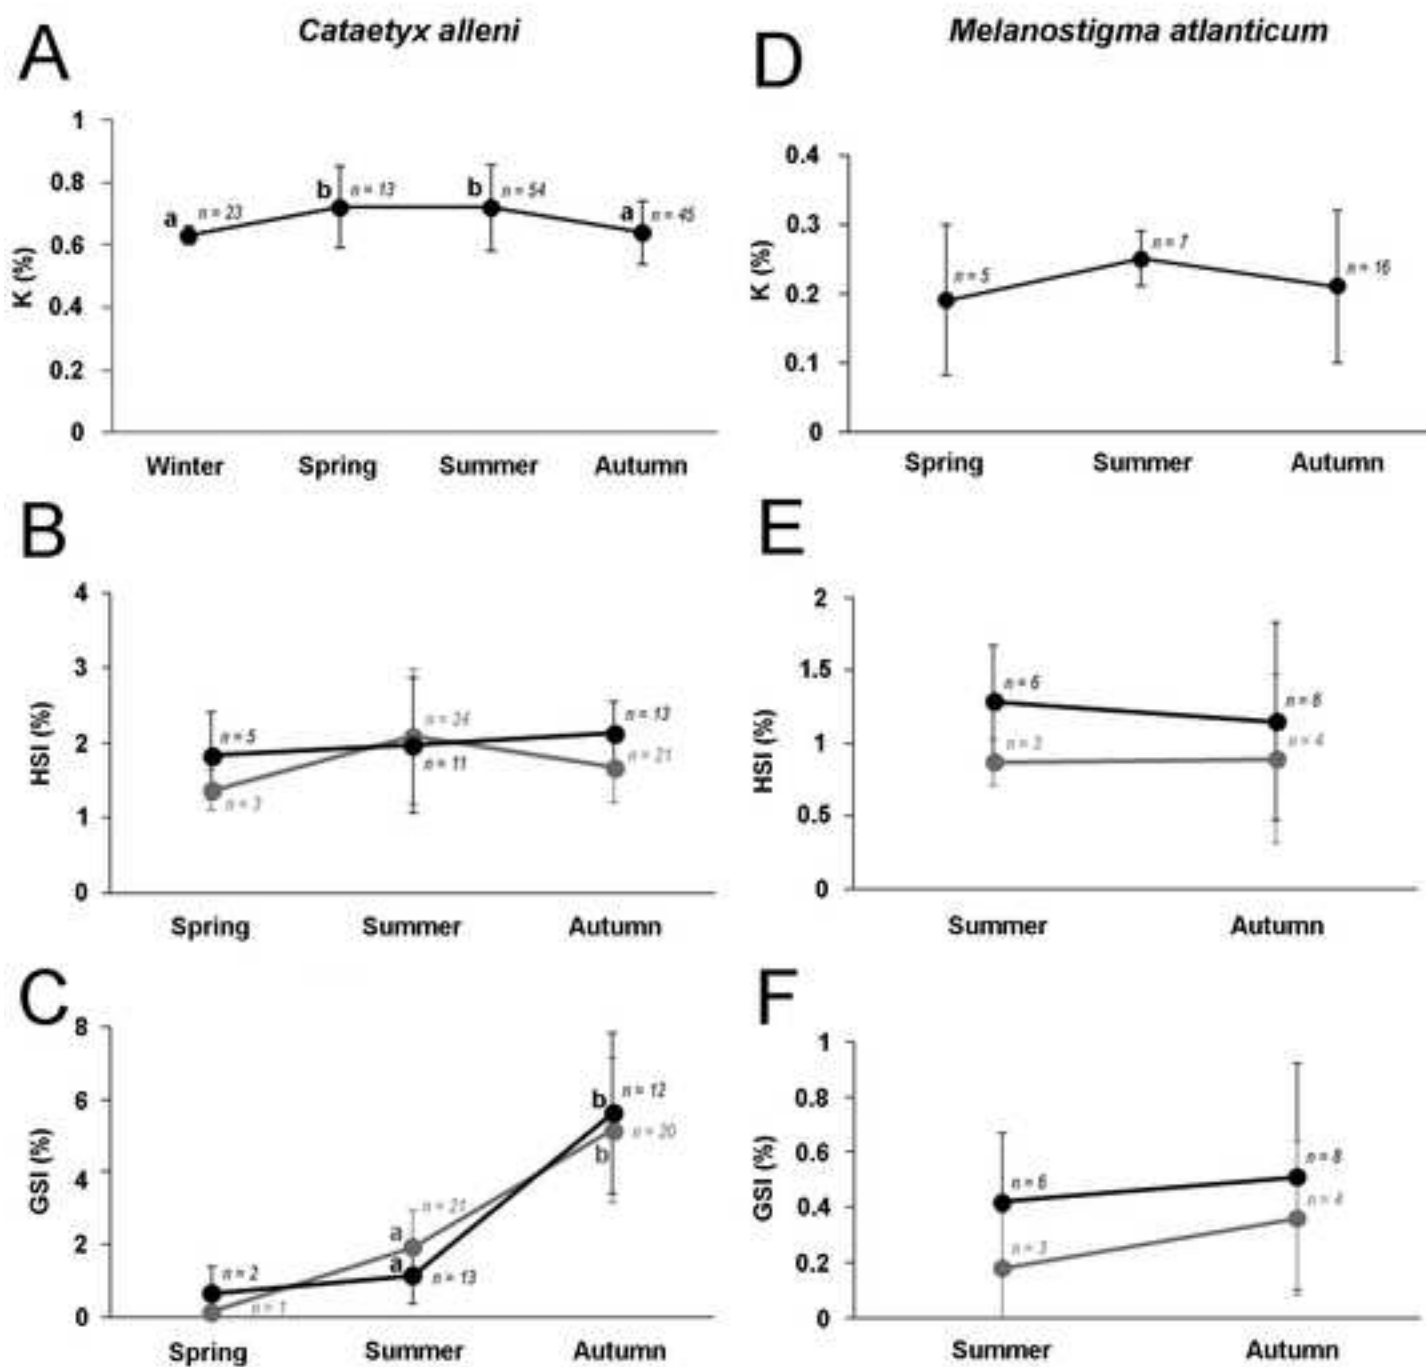 A
Cataetyx alleni
K (%)
1
0.8
0.6
0.4
0.2
0
a
n = 23
b
n = 13
b
n = 54
a
n = 45
Winter
Spring
Summer
Autumn
D
Melanostigma atlanticum
K (%)
0.4
0.3
0.2
0.1
0
n = 5
n = 7
n = 16
Spring
Summer
Autumn
B
HSI (%)
4
3
2
1
0
n = 5
n = 3
n = 24
n = 11
n = 13
n = 21
Spring
Summer
Autumn
E
HSI (%)
2
1.5
1
0.5
0
n = 6
n = 3
n = 8
n = 4
Summer
Autumn
C
GSI (%)
8
6
4
2
0
n = 2
n = 1
n = 21
a
a
n = 13
b
n = 12
n = 20
b
Spring
Summer
Autumn
F
GSI (%)
1
0.8
0.6
0.4
0.2
0
n = 6
n = 3
n = 8
n = 4
Summer
Autumn